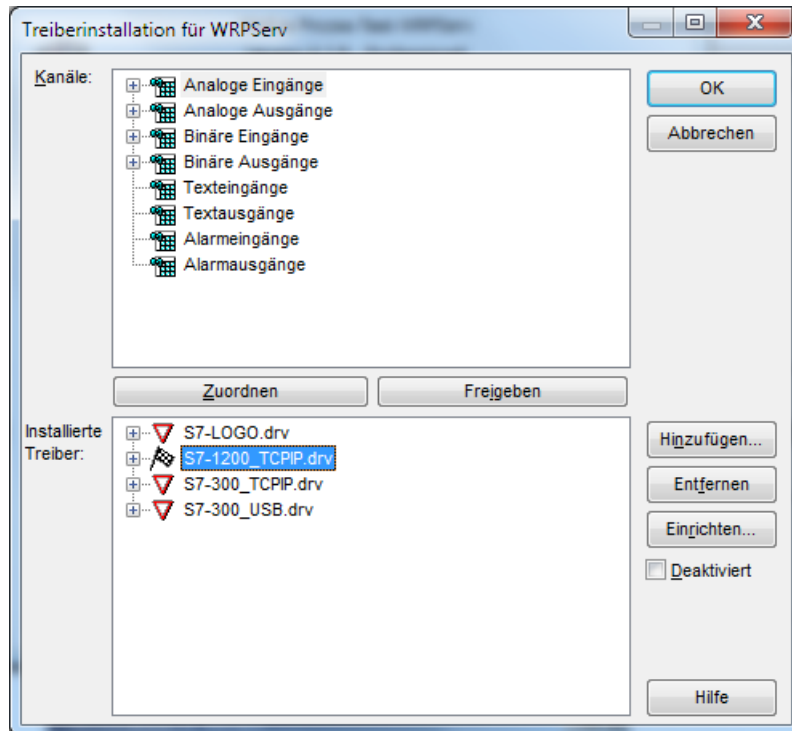 Treiberinstallation für WRPServ
Kanäle:
Analoge Eingänge
Analoge Ausgänge
Binäre Eingänge
Binäre Ausgänge
Texteingänge
Textausgänge
Alarmeingänge
Alarmausgänge
OK
Abbrechen
Zuordnen
Freigeben
Installierte
Treiber:
S7-LOGO.drv
S7-1200_TCPIP.drv
S7-300_TCPIP.drv
S7-300_USB.drv
Hinzufügen...
Entfernen
Einrichten...
Deaktiviert
Hilfe